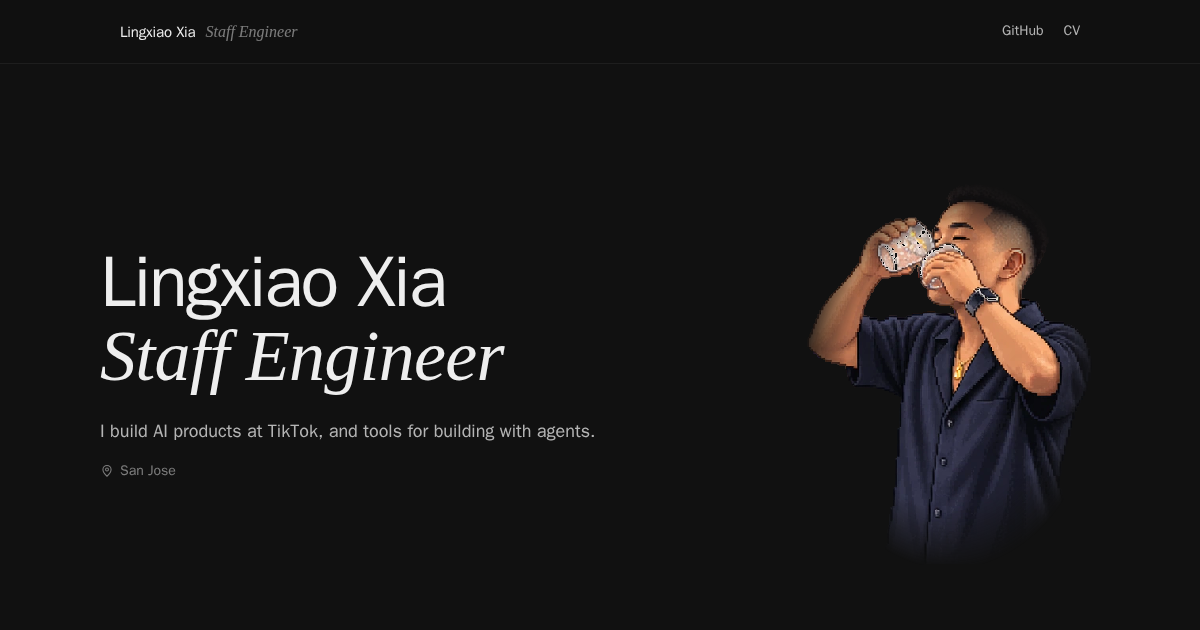 Lingxiao Xia Staff Engineer
GitHub CV
Lingxiao Xia
Staff Engineer
I build AI products at TikTok, and tools for building with agents.
San Jose